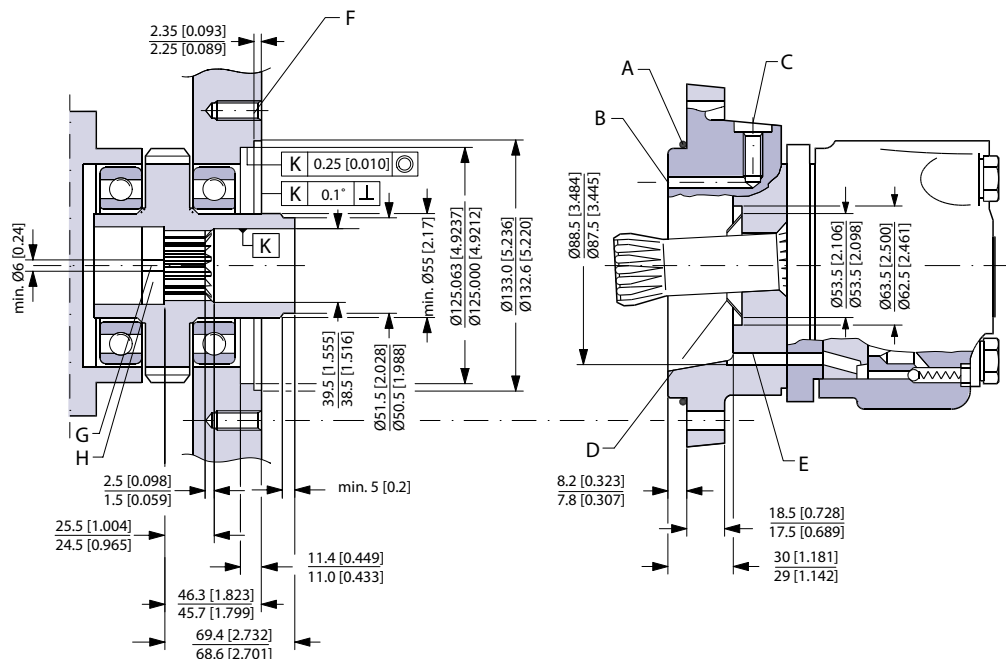 2.35 [0.093]
2.25 [0.089]
F
K 0.25 [0.010] ◎
K 0.1° ⊥
K
min. Ø6 [0.24]
39.5 [1.555]
38.5 [1.516]
Ø51.5 [2.028]
Ø50.5 [1.988]
min. Ø55 [2.17]
Ø125.063 [4.9237]
Ø125.000 [4.9212]
Ø133.0 [5.236]
Ø132.6 [5.220]
G
H
2.5 [0.098]
1.5 [0.059]
min. 5 [0.2]
25.5 [1.004]
24.5 [0.965]
11.4 [0.449]
11.0 [0.433]
46.3 [1.823]
45.7 [1.799]
69.4 [2.732]
68.6 [2.701]
A
B
C
Ø88.5 [3.484]
Ø87.5 [3.445]
Ø53.5 [2.106]
Ø53.5 [2.098]
Ø63.5 [2.500]
Ø62.5 [2.461]
D
E
8.2 [0.323]
7.8 [0.307]
18.5 [0.728]
17.5 [0.689]
30 [1.181]
29 [1.142]